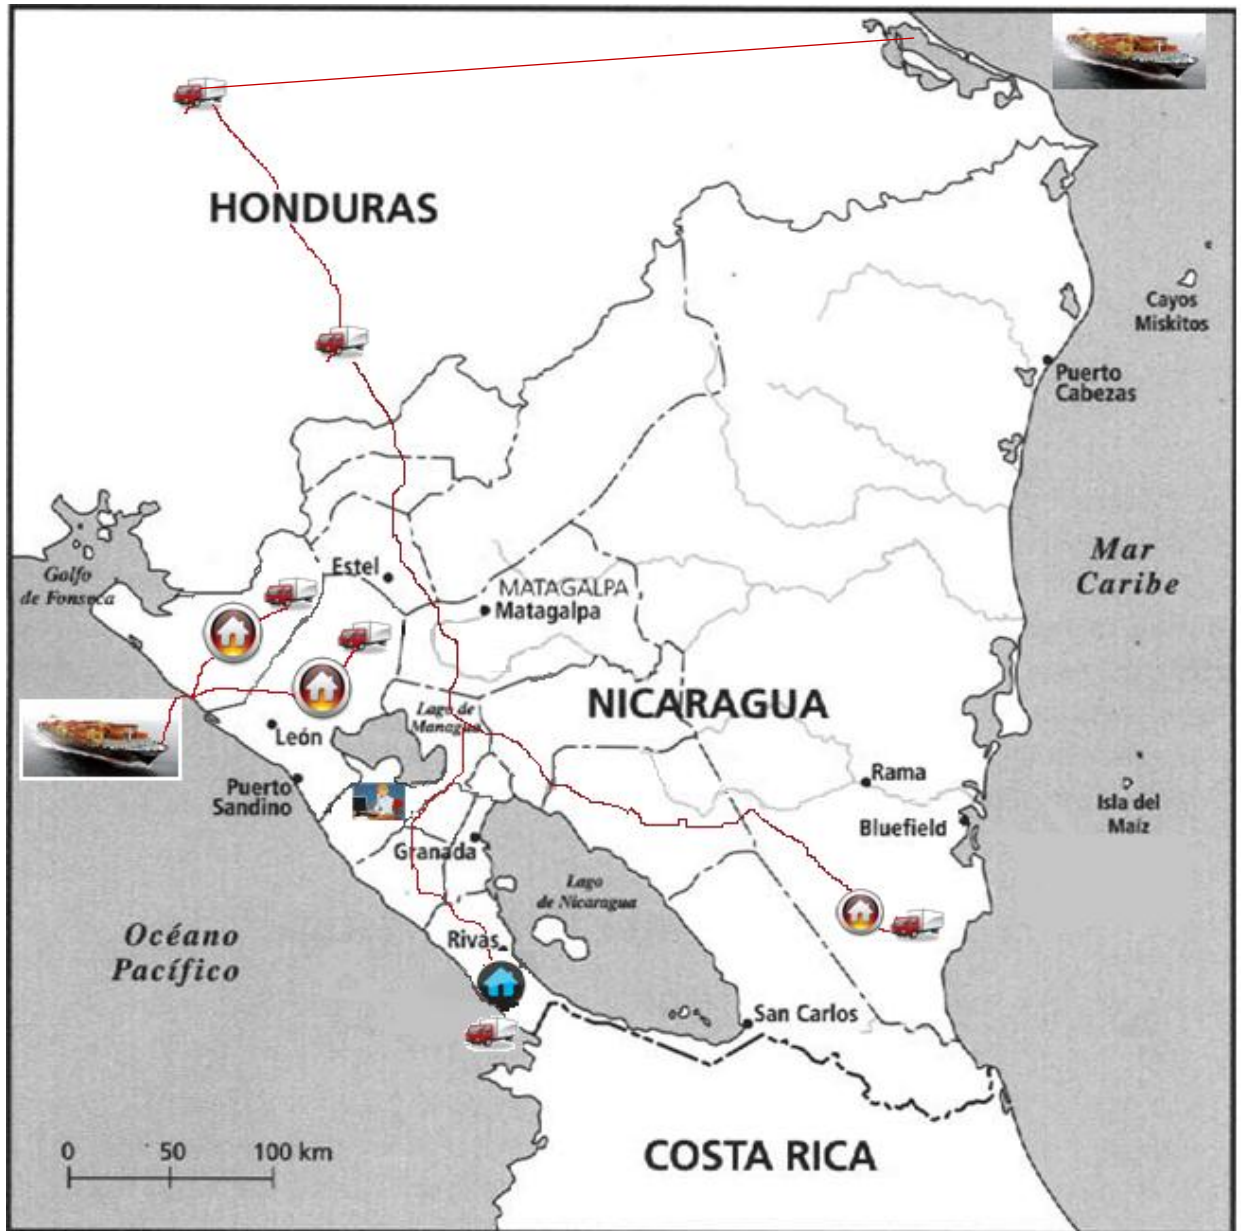 HONDURAS
Cayos
Miskitos
Puerto
Cabezas
Mar
Caribe
Golfo
de Fonseca
Estel
MATAGALPA
Matagalpa
NICARAGUA
Lago de
Managua
León
Puerto
Sandino
Rama
Isla del
Maíz
Bluefield
Granada
Lago
de Nicaragua
Océano
Pacífico
Rivas
San Carlos
COSTA RICA
0 50 100 km